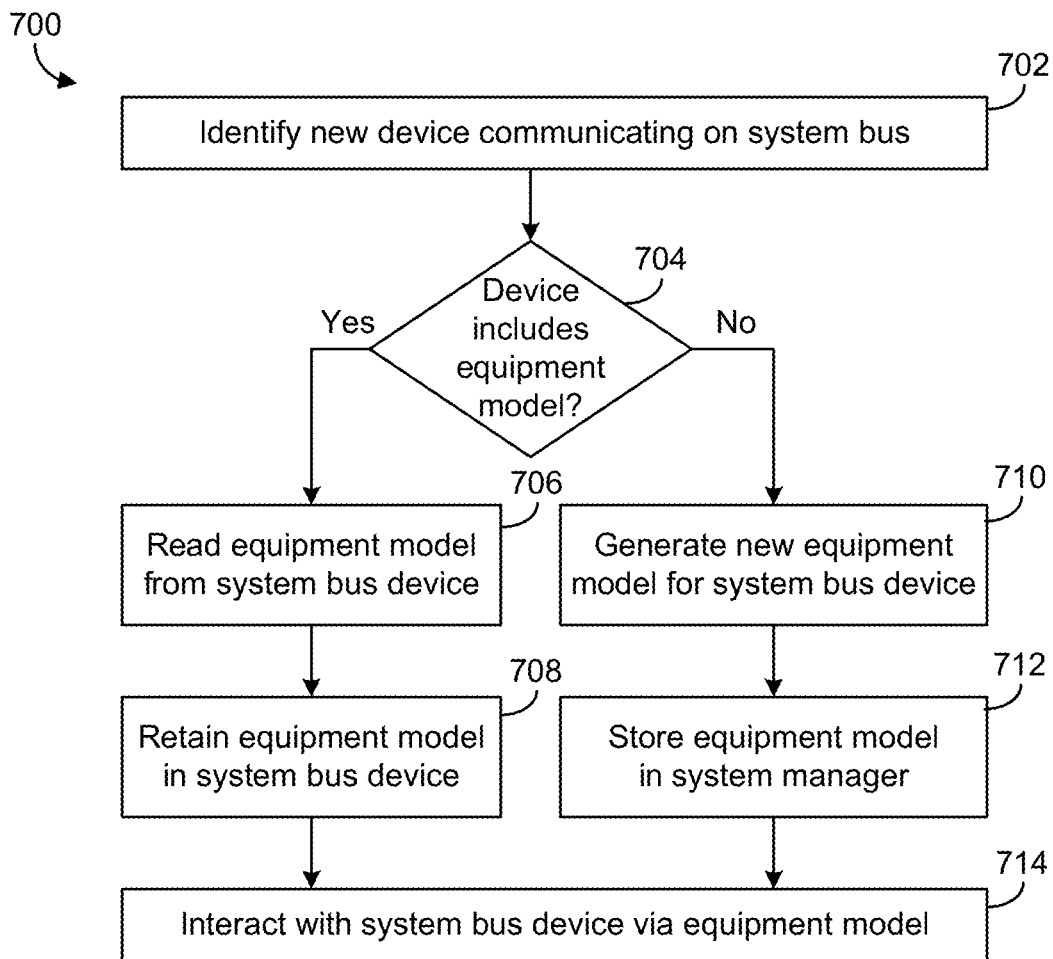 700
702
Identify new device communicating on system bus
704
Device
includes
equipment
model?
Yes
No
706
Read equipment model
from system bus device
710
Generate new equipment
model for system bus device
708
Retain equipment model
in system bus device
712
Store equipment model
in system manager
714
Interact with system bus device via equipment model